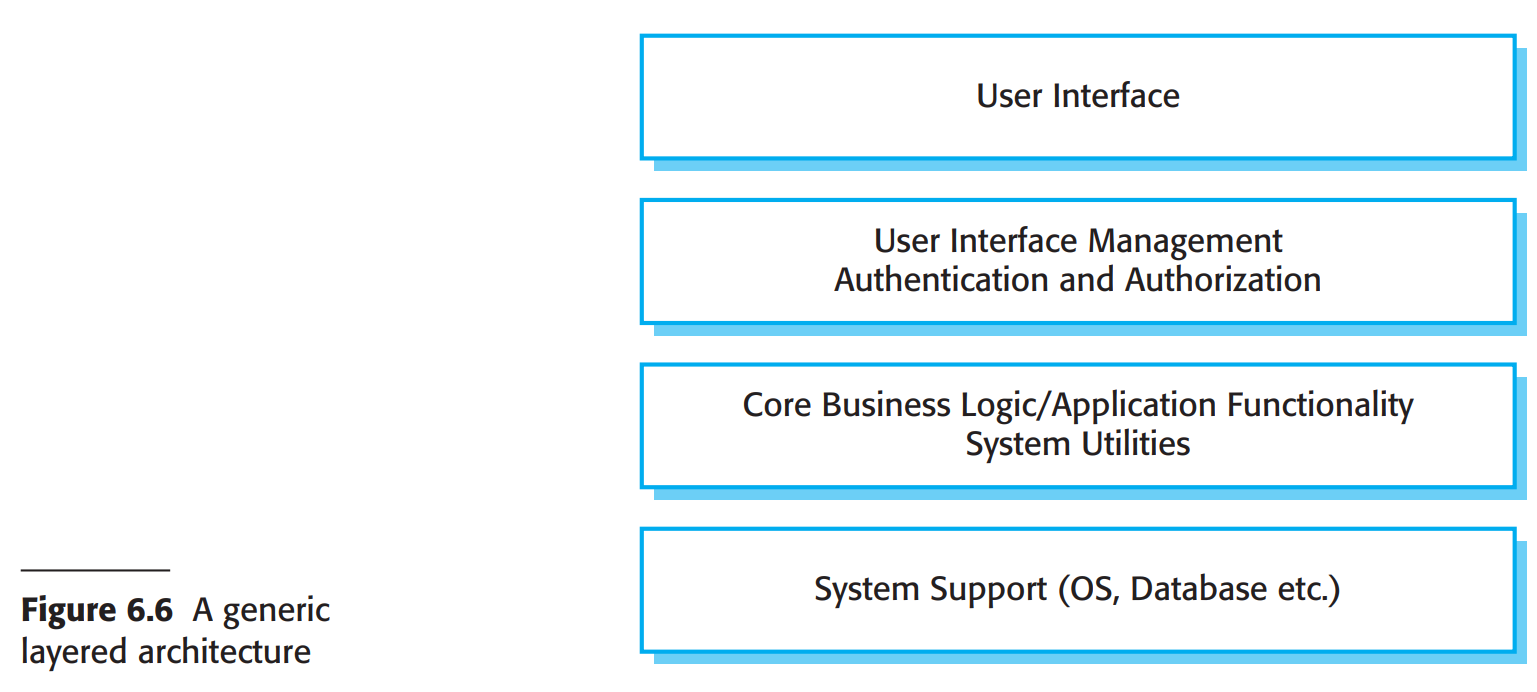 User Interface
User Interface Management
Authentication and Authorization
Core Business Logic/Application Functionality
System Utilities
System Support (OS, Database etc.)
Figure 6.6 A generic
layered architecture